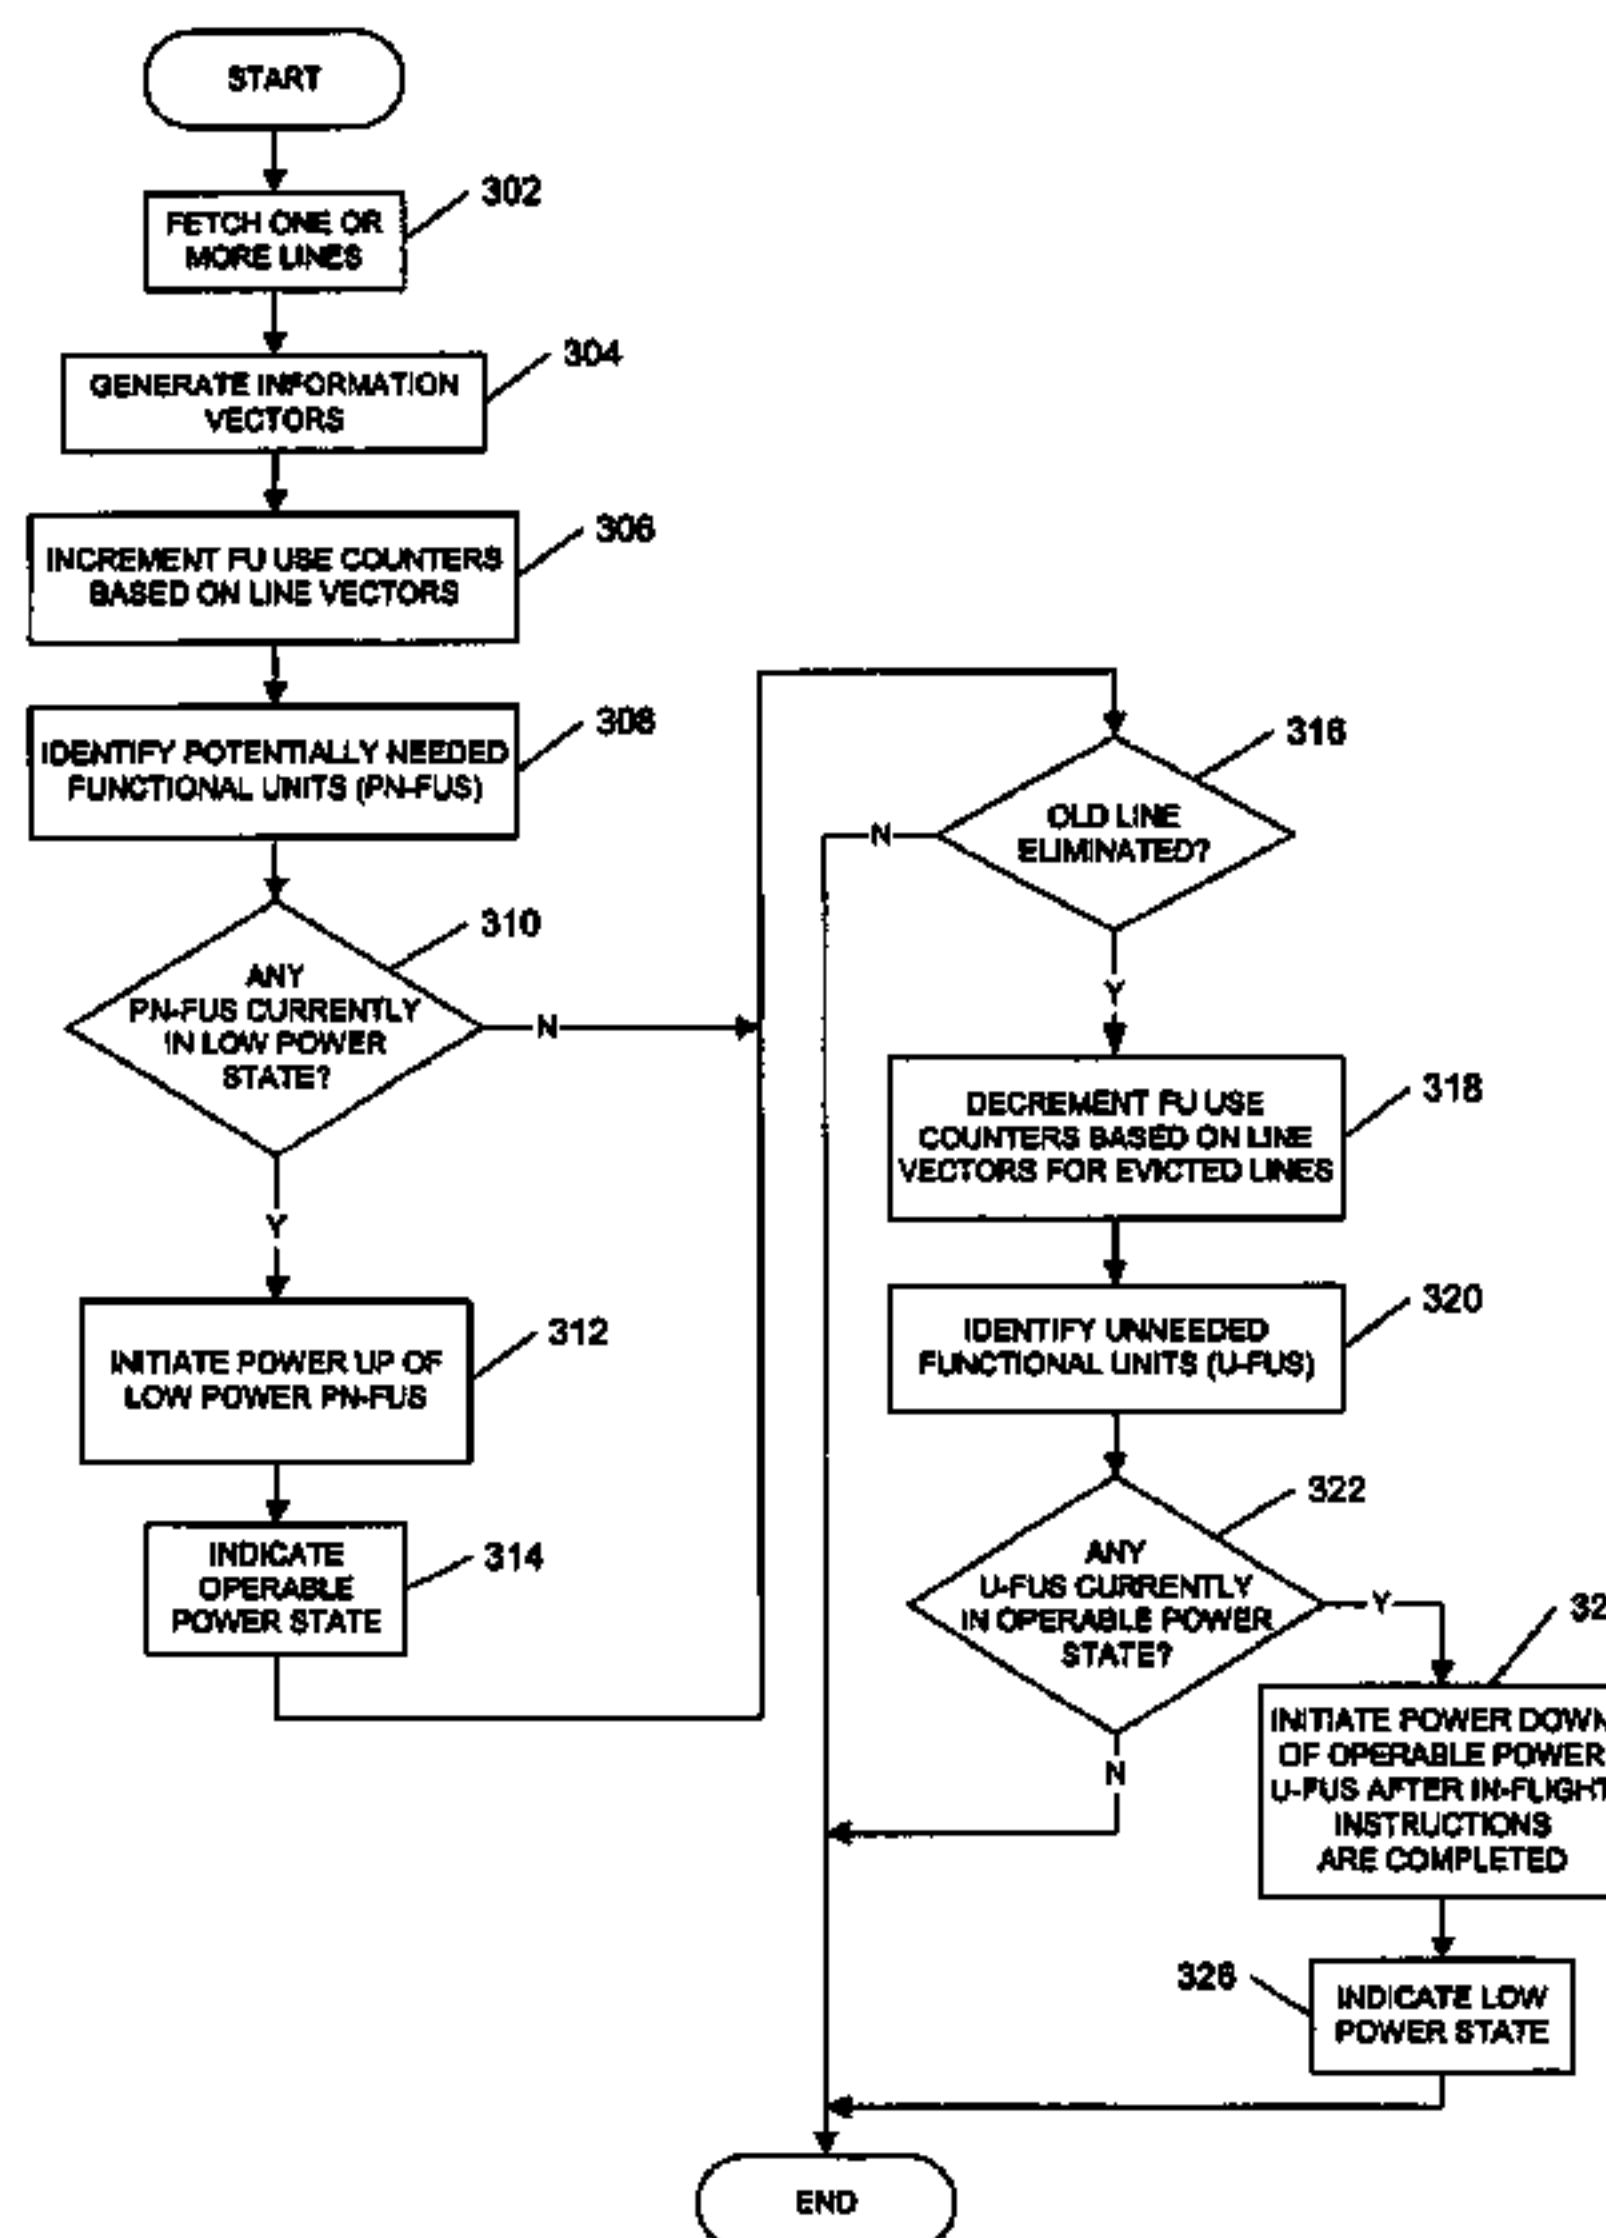 START
302
FETCH ONE OR
MORE LINES
304
GENERATE INFORMATION
VECTORS
306
INCREMENT FU USE COUNTERS
BASED ON LINE VECTORS
308
IDENTIFY POTENTIALLY NEEDED
FUNCTIONAL UNITS (PN-FUS)
310
ANY
PN-FUS CURRENTLY
IN LOW POWER
STATE?
N
Y
312
INITIATE POWER UP OF
LOW POWER PN-FUS
314
INDICATE
OPERABLE
POWER STATE
316
OLD LINE
ELIMINATED?
N
Y
318
DECREMENT FU USE
COUNTERS BASED ON LINE
VECTORS FOR EVICTED LINES
320
IDENTIFY UNNEEDED
FUNCTIONAL UNITS (U-FUS)
322
ANY
U-FUS CURRENTLY
IN OPERABLE POWER
STATE?
Y
N
32
INITIATE POWER DOWN
OF OPERABLE POWER
U-FUS AFTER IN-FLIGHT
INSTRUCTIONS
ARE COMPLETED
326
INDICATE LOW
POWER STATE
END